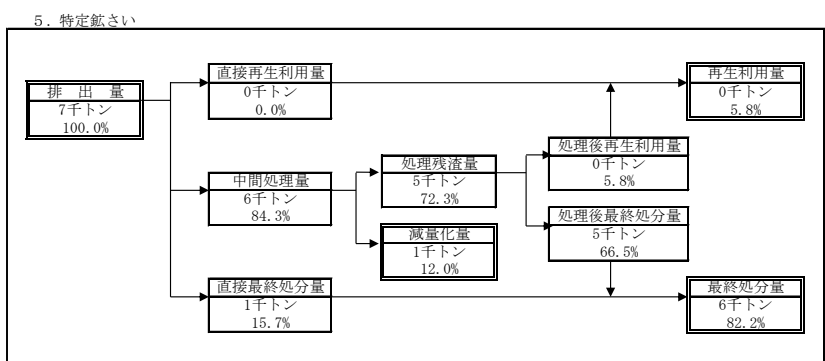 5. 特定鉱さい
排 出 量
7千トン
100.0%
直接再生利用量
0千トン
0.0%
再生利用量
0千トン
5.8%
中間処理量
6千トン
84.3%
処理残渣量
5千トン
72.3%
処理後再生利用量
0千トン
5.8%
減量化量
1千トン
12.0%
処理後最終処分量
5千トン
66.5%
直接最終処分量
1千トン
15.7%
最終処分量
6千トン
82.2%